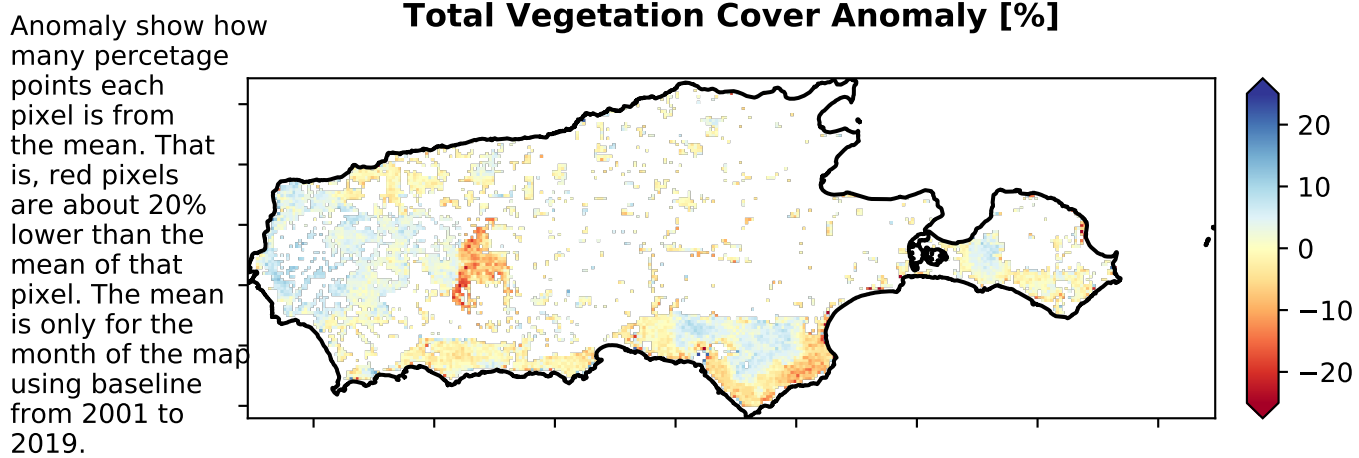 Total Vegetation Cover Anomaly [%]
Anomaly show how
many percetage
points each
pixel is from
the mean. That
is, red pixels
are about 20%
lower than the
mean of that
pixel. The mean
is only for the
month of the map
using baseline
from 2001 to
2019.
20
10
0
−10
−20